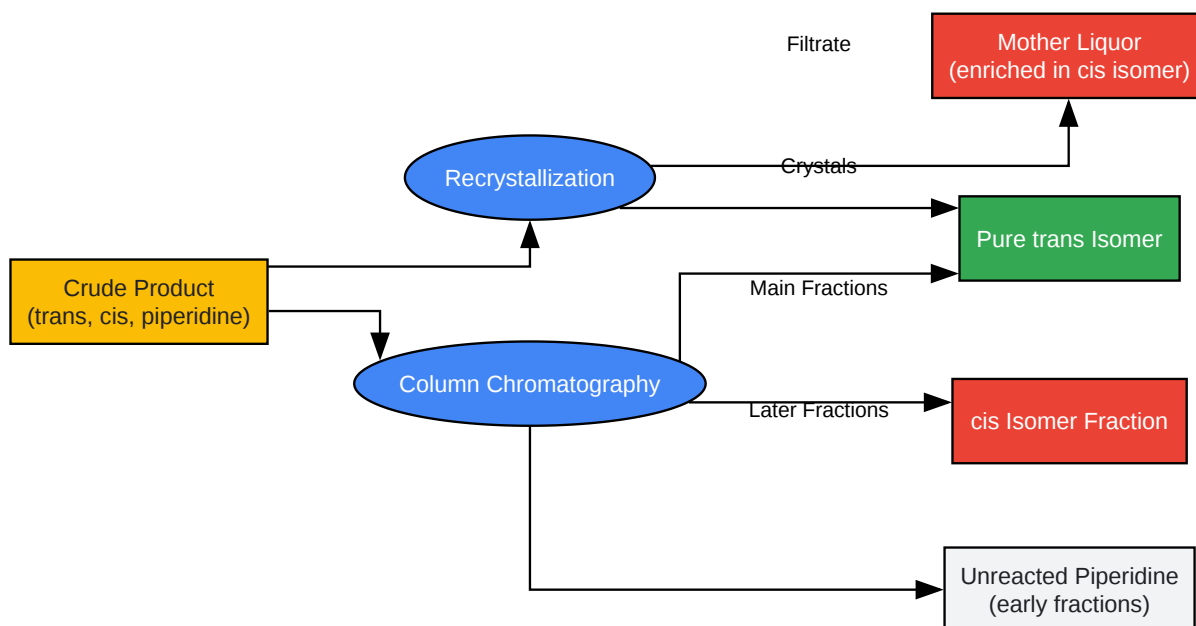 Filtrate
Mother Liquor
(enriched in cis isomer)
Recrystallization
Crystals
Pure trans Isomer
Crude Product
(trans, cis, piperidine)
Main Fractions
Column Chromatography
Later Fractions
cis Isomer Fraction
Unreacted Piperidine
(early fractions)